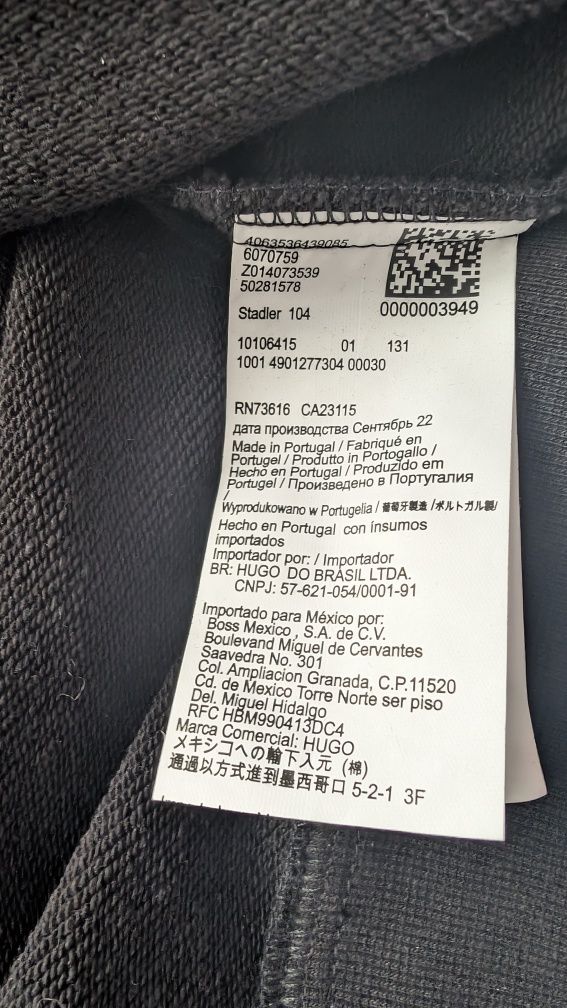 4063536439085
6070759
Z014073539
50281578
0000003949
Stadler 104
10106415 01 131
1001 4901277304 00030
RN73616 CA23115
дата производства Сентябрь 22
Made in Portugal / Fabriqué en
Portugel / Produtto in Portogallo /
Hecho en Portugal / Produzido em
Portugel / Произведено в Португалия
/
Wyprodukowano w Portugelia / 葡萄牙製造 /ポルトガル製/
Hecho en Portugal con ínsumos
importados
Importador por: / Importador
BR: HUGO DO BRASIL LTDA.
CNPJ: 57-621-054/0001-91
Importado para México por:
Boss Mexico , S.A. de C.V.
Boulevand Miguel de Cervantes
Saavedra No. 301
Col. Ampliacion Granada, C.P.11520
Cd. de Mexico Torre Norte ser piso
Del. Miguel Hidalgo
RFC HBM990413DC4
Marca Comercial: HUGO
メキシコへの輸下入元 (棉)
通過以方式進到墨西哥口 5-2-1 3F